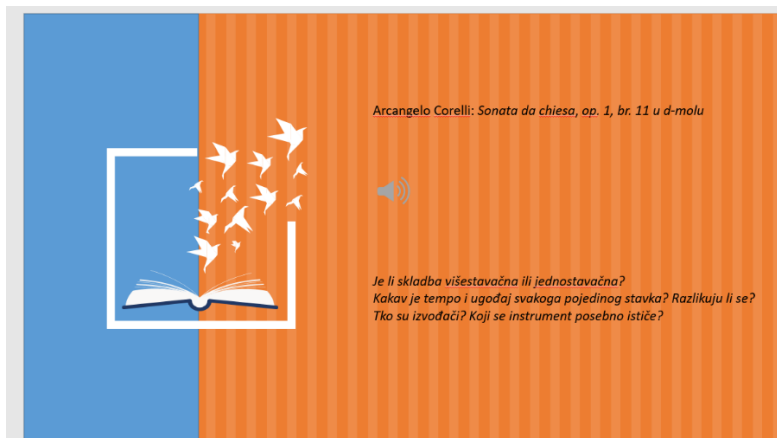 Arcangelo Corelli: Sonata da chiesa, op. 1, br. 11 u d-molu
Je li skladba višestavačna ili jednostavačna?
Kakav je tempo i ugođaj svakoga pojedinog stavka? Razlikuju li se?
Tko su izvođači? Koji se instrument posebno ističe?